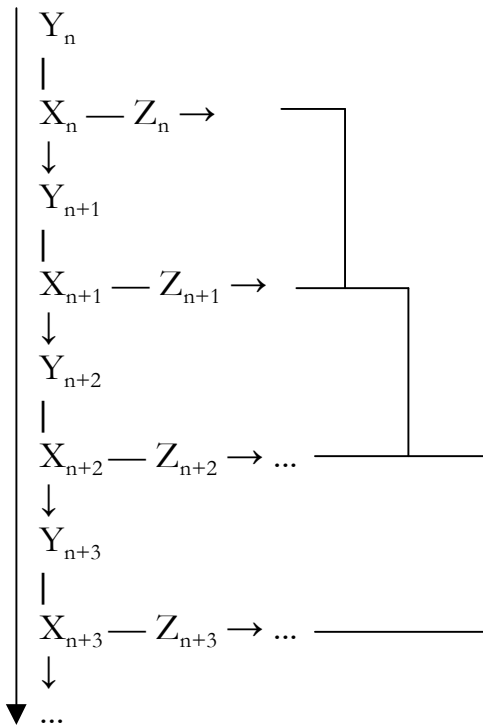 Yₙ
|
Xₙ — Zₙ →
↓
Yₙ₊₁
|
Xₙ₊₁ — Zₙ₊₁ →
↓
Yₙ₊₂
|
Xₙ₊₂ — Zₙ₊₂ → ...
↓
Yₙ₊₃
|
Xₙ₊₃ — Zₙ₊₃ → ...
↓
...